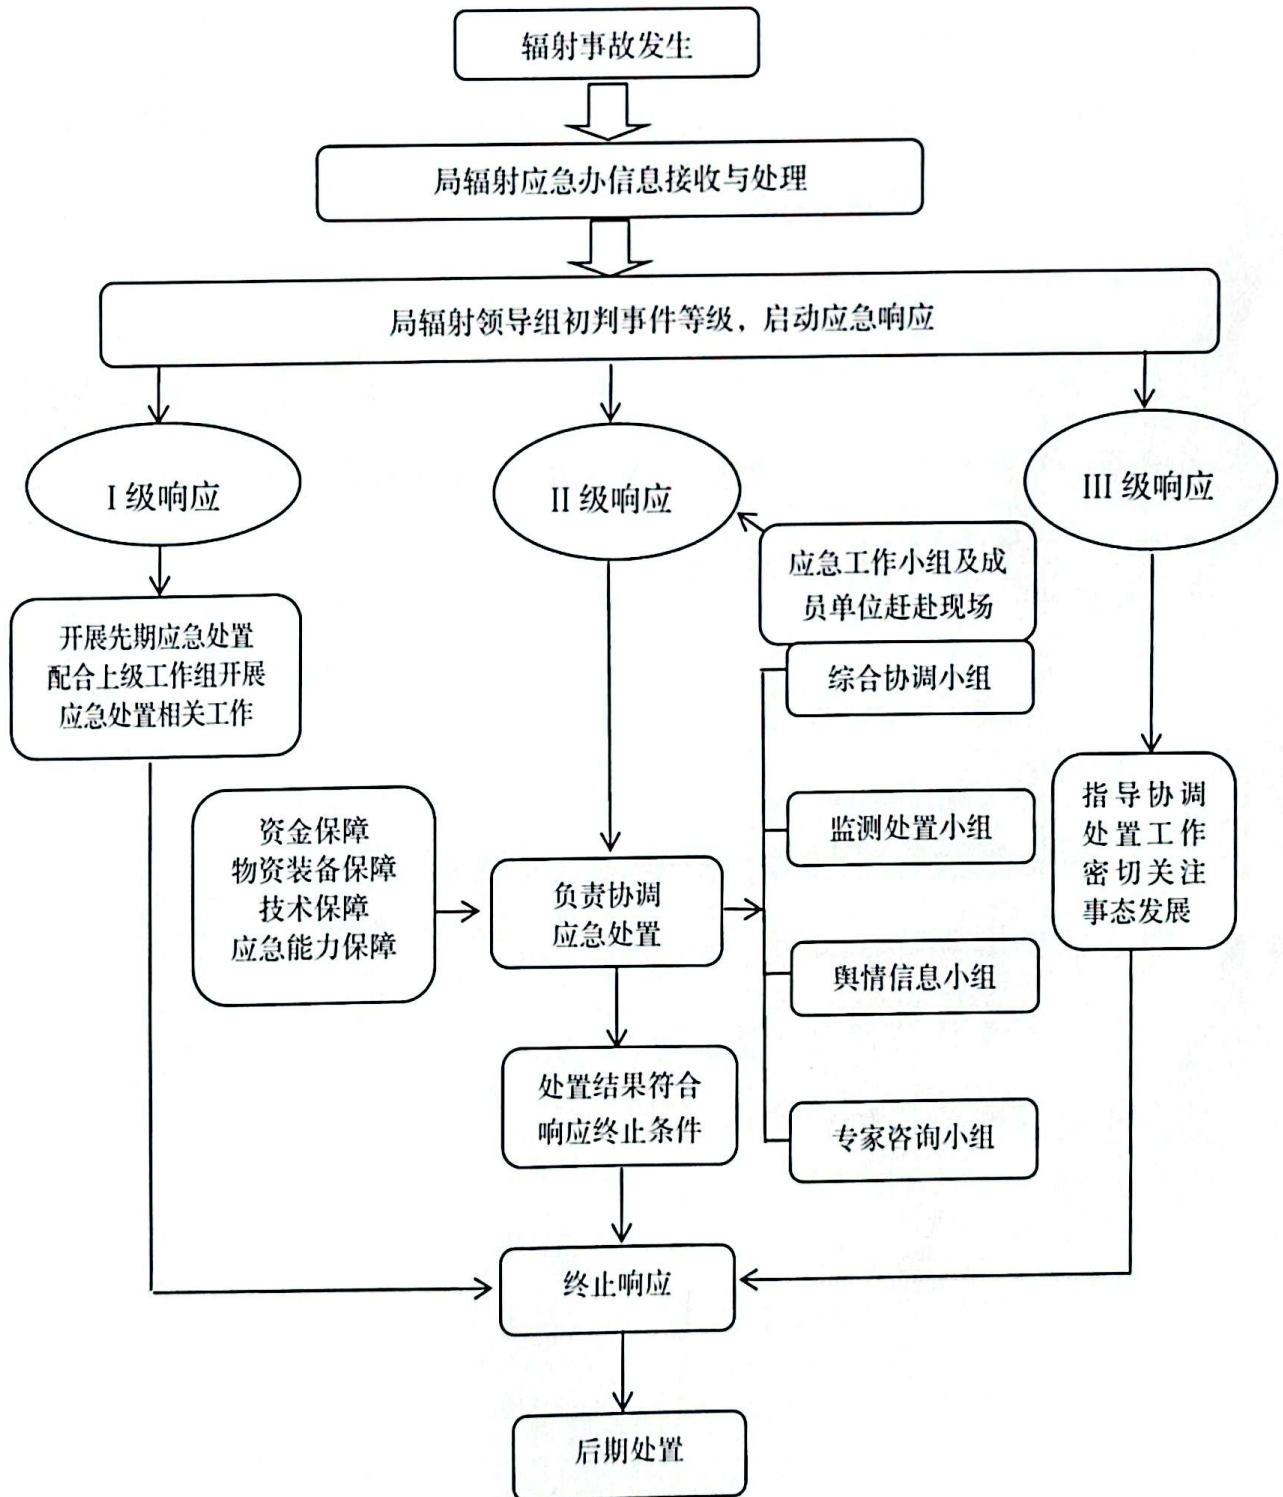 辐射事故发生
局辐射应急办信息接收与处理
局辐射领导组初判事件等级，启动应急响应
I 级响应
II 级响应
III 级响应
应急工作小组及成
员单位赶赴现场
开展先期应急处置
配合上级工作组开展
应急处置相关工作
综合协调小组
资金保障
物资装备保障
技术保障
应急能力保障
负责协调
应急处置
监测处置小组
指导协调
处置工作
密切关注
事态发展
舆情信息小组
处置结果符合
响应终止条件
专家咨询小组
终止响应
后期处置